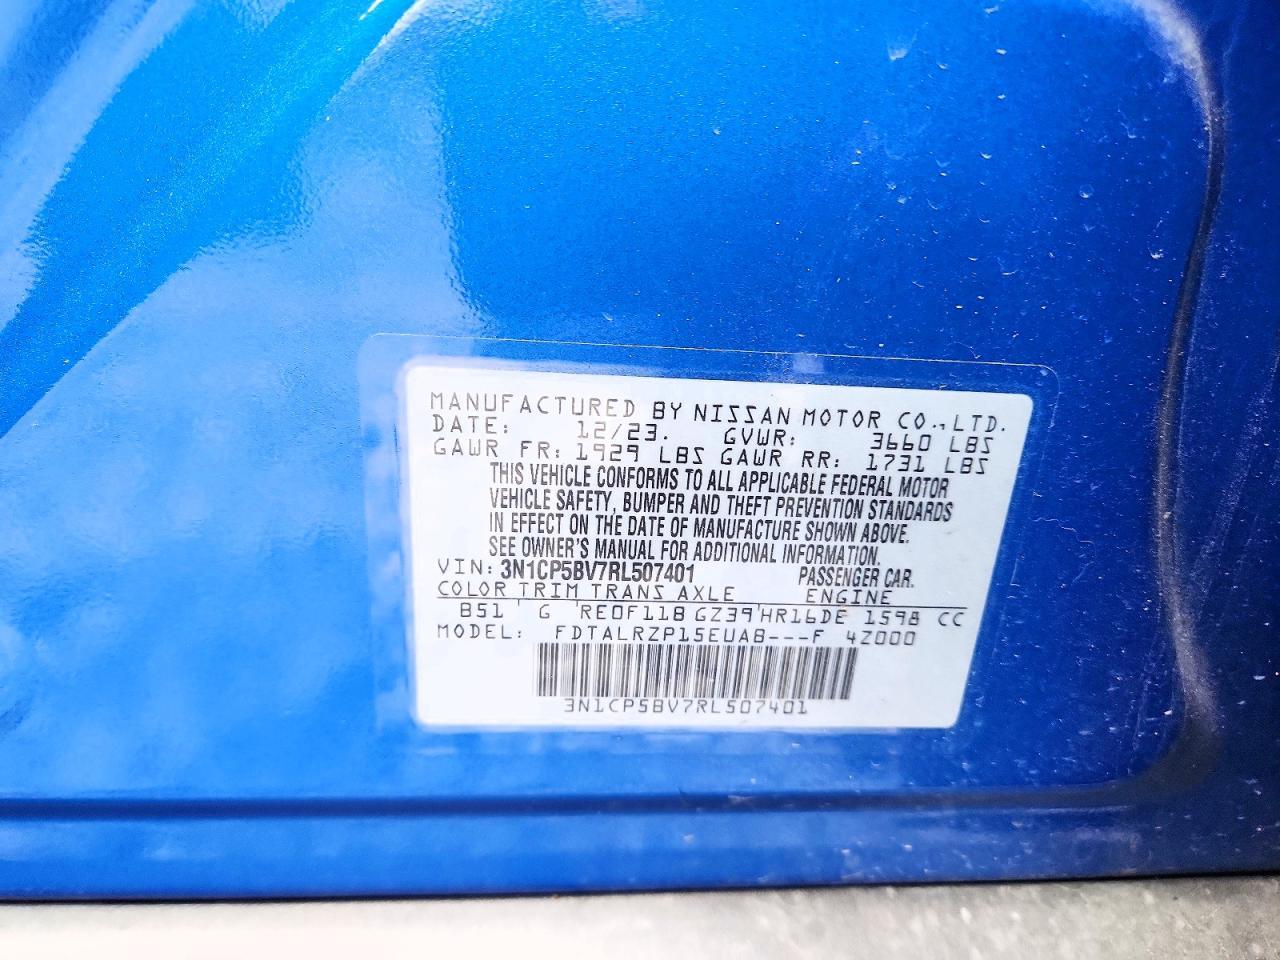 MANUFACTURED BY NISSAN MOTOR CO.,LTD.
DATE: 12/23. GVWR: 3660 LBS
GAWR FR: 1929 LBS GAWR RR: 1731 LBS
THIS VEHICLE CONFORMS TO ALL APPLICABLE FEDERAL MOTOR
VEHICLE SAFETY, BUMPER AND THEFT PREVENTION STANDARDS
IN EFFECT ON THE DATE OF MANUFACTURE SHOWN ABOVE.
SEE OWNER'S MANUAL FOR ADDITIONAL INFORMATION.
VIN: 3N1CP5BV7RL507401 PASSENGER CAR.
COLOR TRIM TRANS AXLE ENGINE
B51 G RE0F11B GZ39 HR16DE 1598 CC
MODEL: FDTALRZP15EUAB---F 4Z000
3N1CP5BV7RL507401